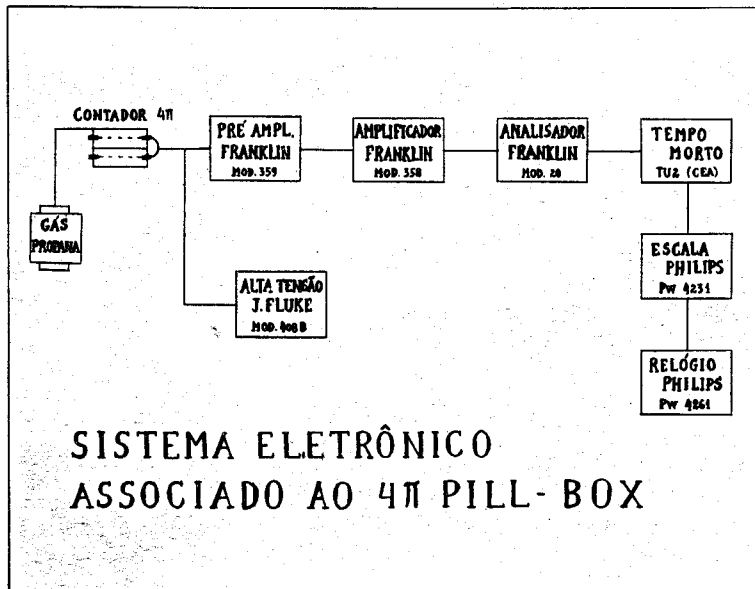 CONTADOR 4π
PRÉ AMPL.
FRANKLIN
MOD. 359
AMPLIFICADOR
FRANKLIN
MOD. 358
ANALISADOR
FRANKLIN
MOD. 20
TEMPO
MORTO
TU2 (CEA)
GÁS
PROPANA
ALTA TENSÃO
J. FLUKE
MOD. 408B
ESCALA
PHILIPS
PW 4231
RELÓGIO
PHILIPS
PW 4261
SISTEMA ELETRÔNICO
ASSOCIADO AO 4π PILL-BOX